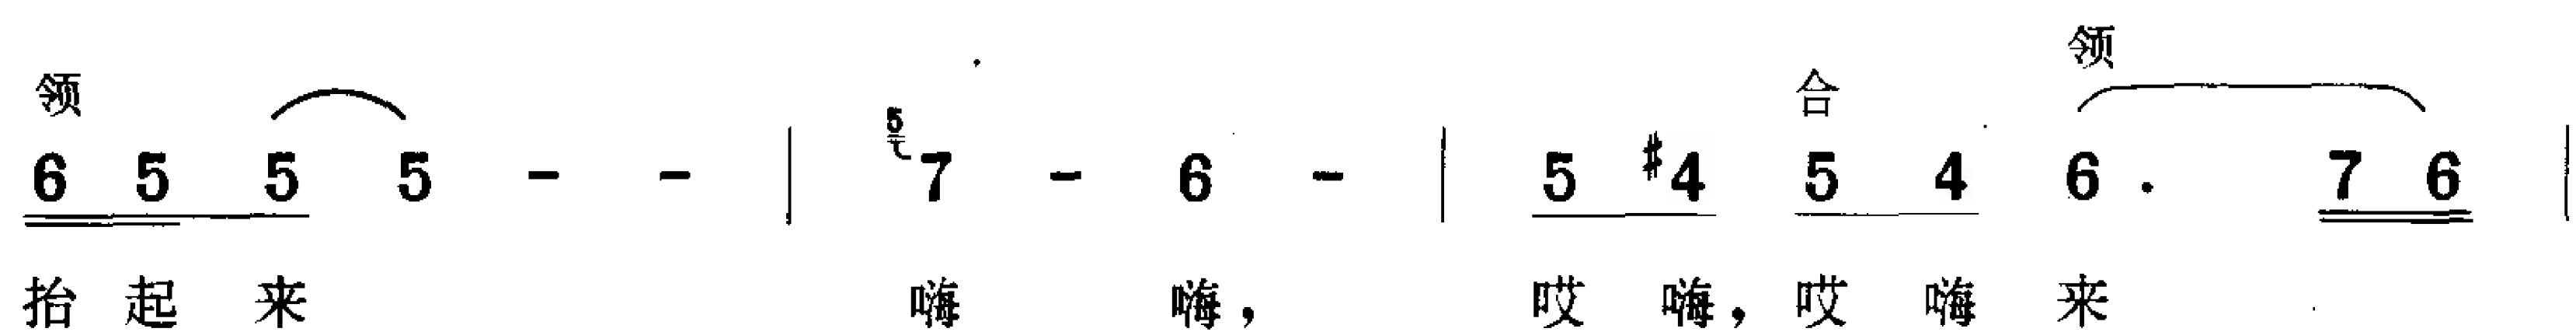 领 合 领
6 5 5 5 - - | 5 7 - 6 - | 5 #4 5 4 6 · 7 6 |
抬 起 来 嗨 嗨， 哎 嗨，哎 嗨 来